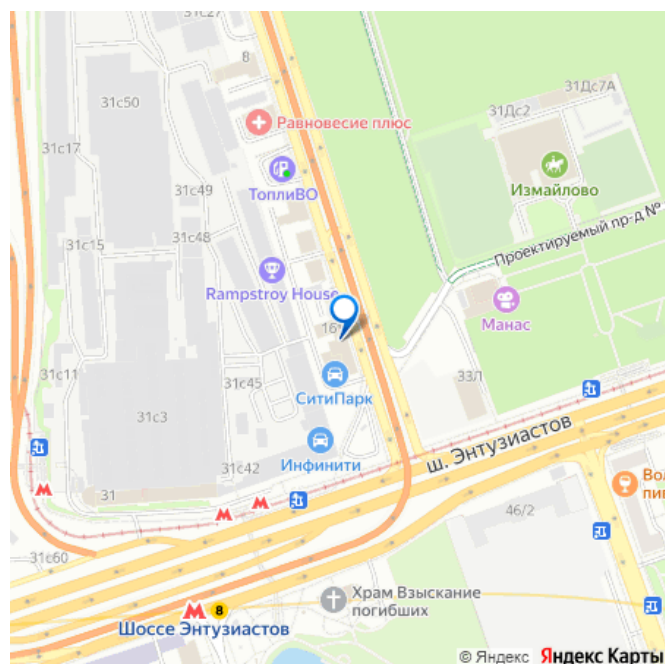 31с27
8
31с50
31Дс7А
31Дс2
Равновесие плюс
31с17
Измайлово
31с49
ТоплиВО
31с48
31с15
Проектируемый пр-д №
Rampstroy House
Манас
31с11
31с45
33Л
СитиПарк
31с3
ш. Энтузиастов
31с42
Инфинити
31
46/2
31с60
Храм Взыскание
погибших
8
Шоссе Энтузиастов
© Яндекс Яндекс Карты